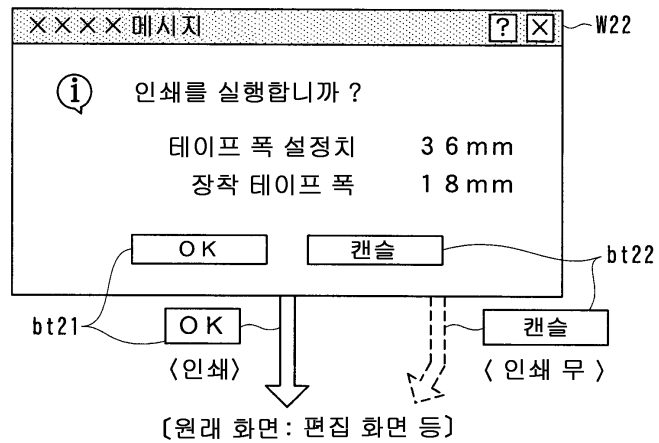 ×××× 메시지 ? × W22
i 인쇄를 실행합니까 ?
테이프 폭 설정치 36mm
장착 테이프 폭 18mm
OK 캔슬
bt22
bt21 OK 캔슬
〈인쇄〉 〈 인쇄 무 〉
〔원래 화면: 편집 화면 등〕